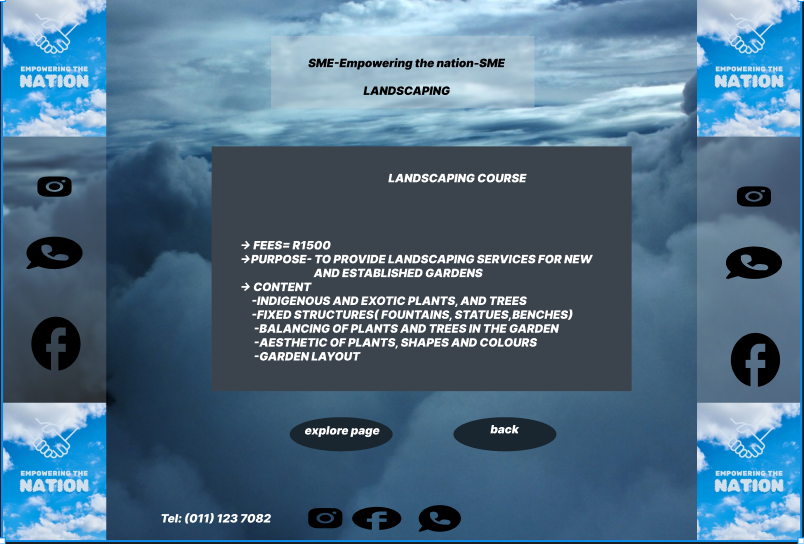 EMPOWERING THE
NATION
EMPOWERING THE
NATION
SME-Empowering the nation-SME
LANDSCAPING
LANDSCAPING COURSE
→ FEES= R1500
→PURPOSE- TO PROVIDE LANDSCAPING SERVICES FOR NEW
AND ESTABLISHED GARDENS
→ CONTENT
-INDIGENOUS AND EXOTIC PLANTS, AND TREES
-FIXED STRUCTURES( FOUNTAINS, STATUES,BENCHES)
-BALANCING OF PLANTS AND TREES IN THE GARDEN
-AESTHETIC OF PLANTS, SHAPES AND COLOURS
-GARDEN LAYOUT
explore page
back
EMPOWERING THE
NATION
EMPOWERING THE
NATION
Tel: (011) 123 7082